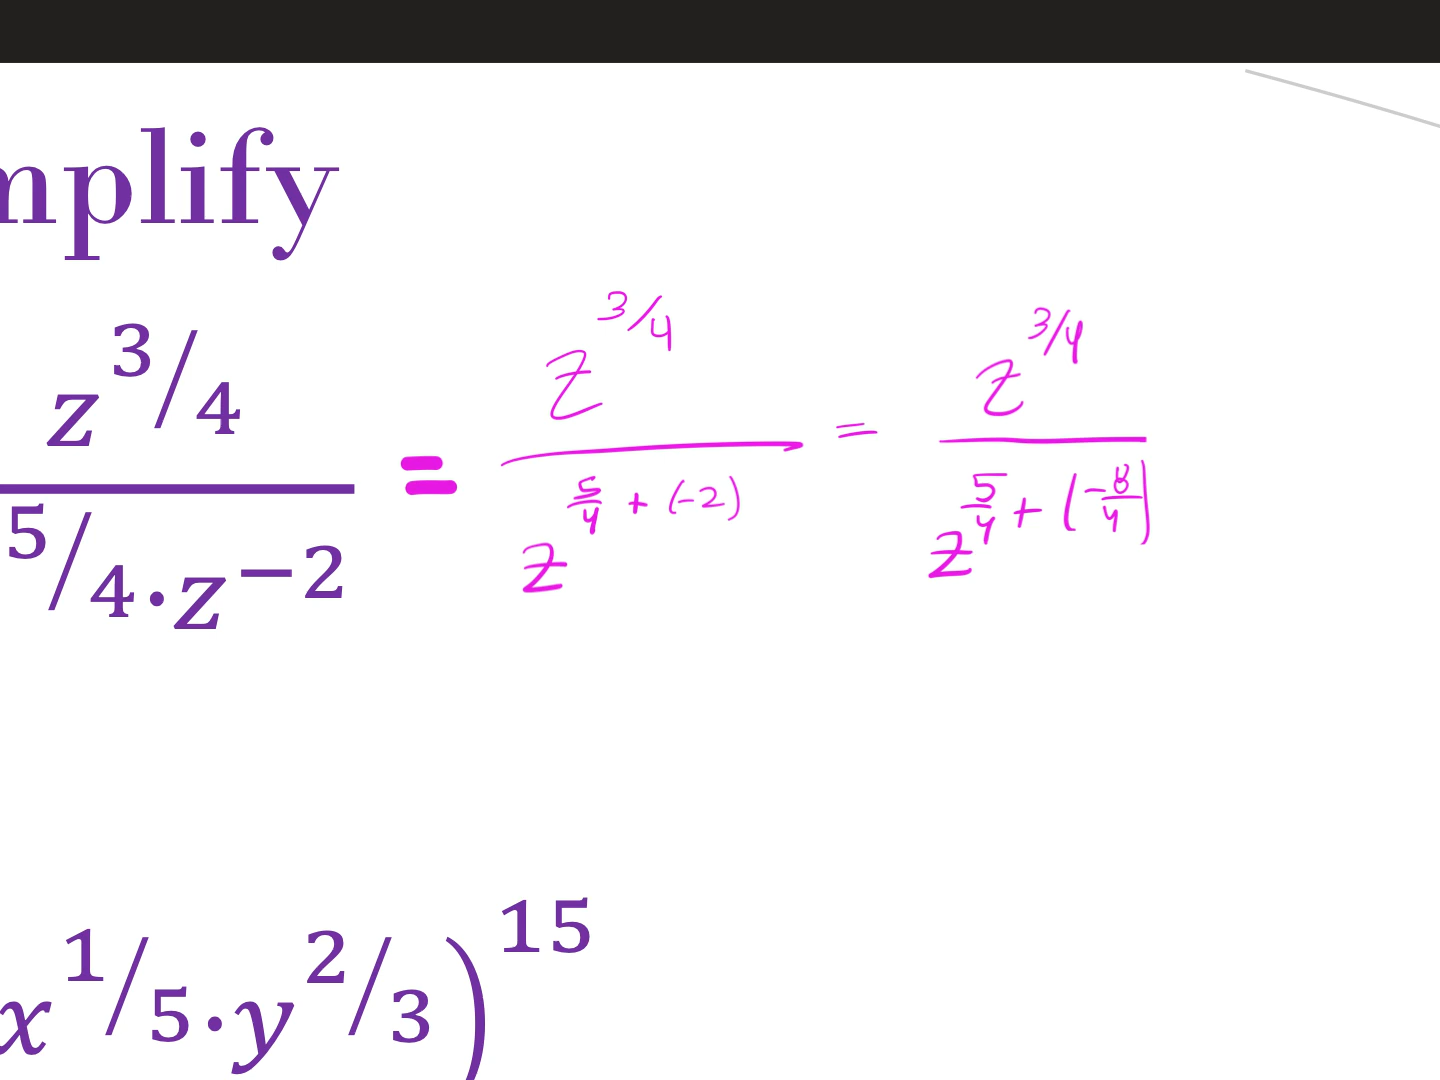 mplify
z^3/4 / 5/4 · z^−2 = z^3/4 / z^(5/4 + (-2)) = z^3/4 / z^(5/4 + (-8/4))
x^1/5 · y^2/3)^15